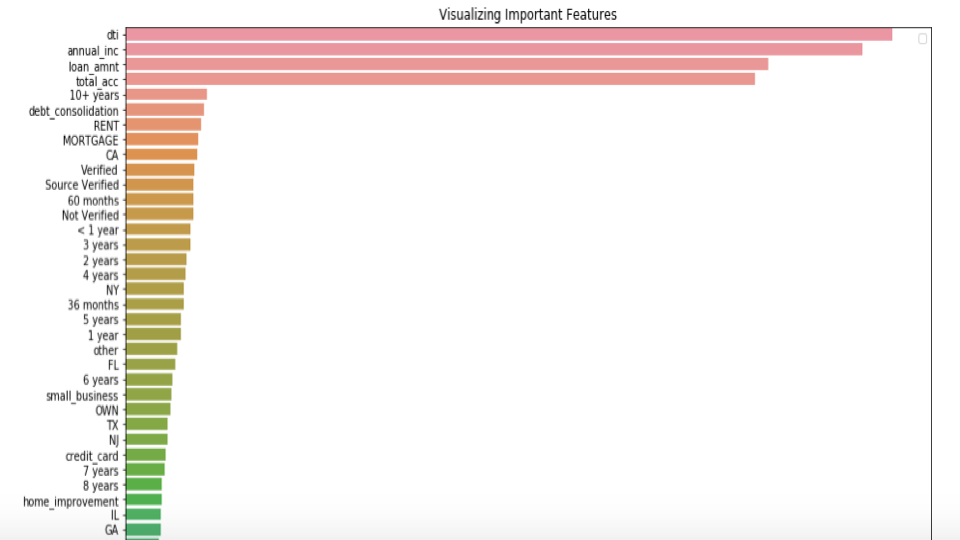 Visualizing Important Features
dti
annual_inc
loan_amnt
total_acc
10+ years
debt_consolidation
RENT
MORTGAGE
CA
Verified
Source Verified
60 months
Not Verified
< 1 year
3 years
2 years
4 years
NY
36 months
5 years
1 year
other
FL
6 years
small_business
OWN
TX
NJ
credit_card
7 years
8 years
home_improvement
IL
GA